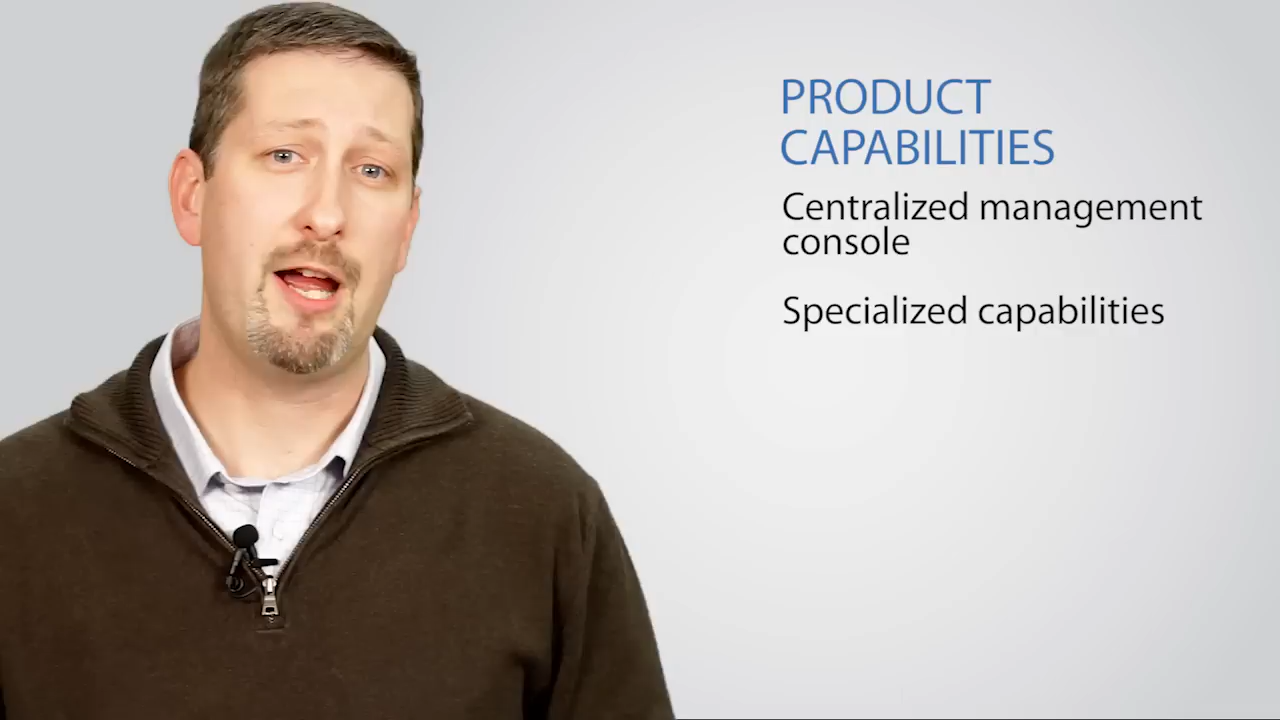 PRODUCT
CAPABILITIES
Centralized management
console
Specialized capabilities